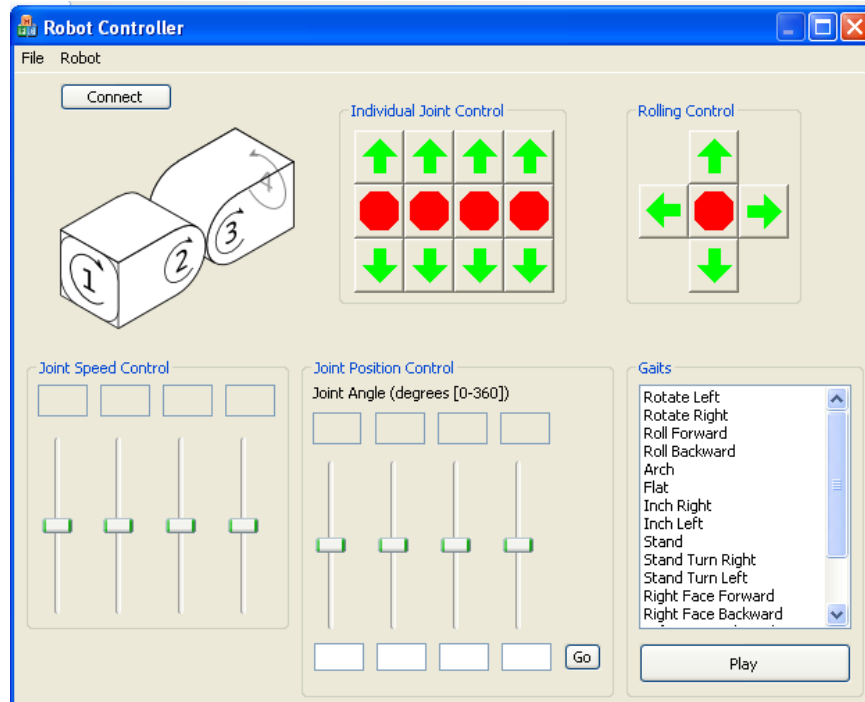 Robot Controller
File Robot
Connect
Individual Joint Control
Rolling Control
1
2
3
4
Joint Speed Control
Joint Position Control
Joint Angle (degrees [0-360])
Go
Gaits
Rotate Left
Rotate Right
Roll Forward
Roll Backward
Arch
Flat
Inch Right
Inch Left
Stand
Stand Turn Right
Stand Turn Left
Right Face Forward
Right Face Backward
Play